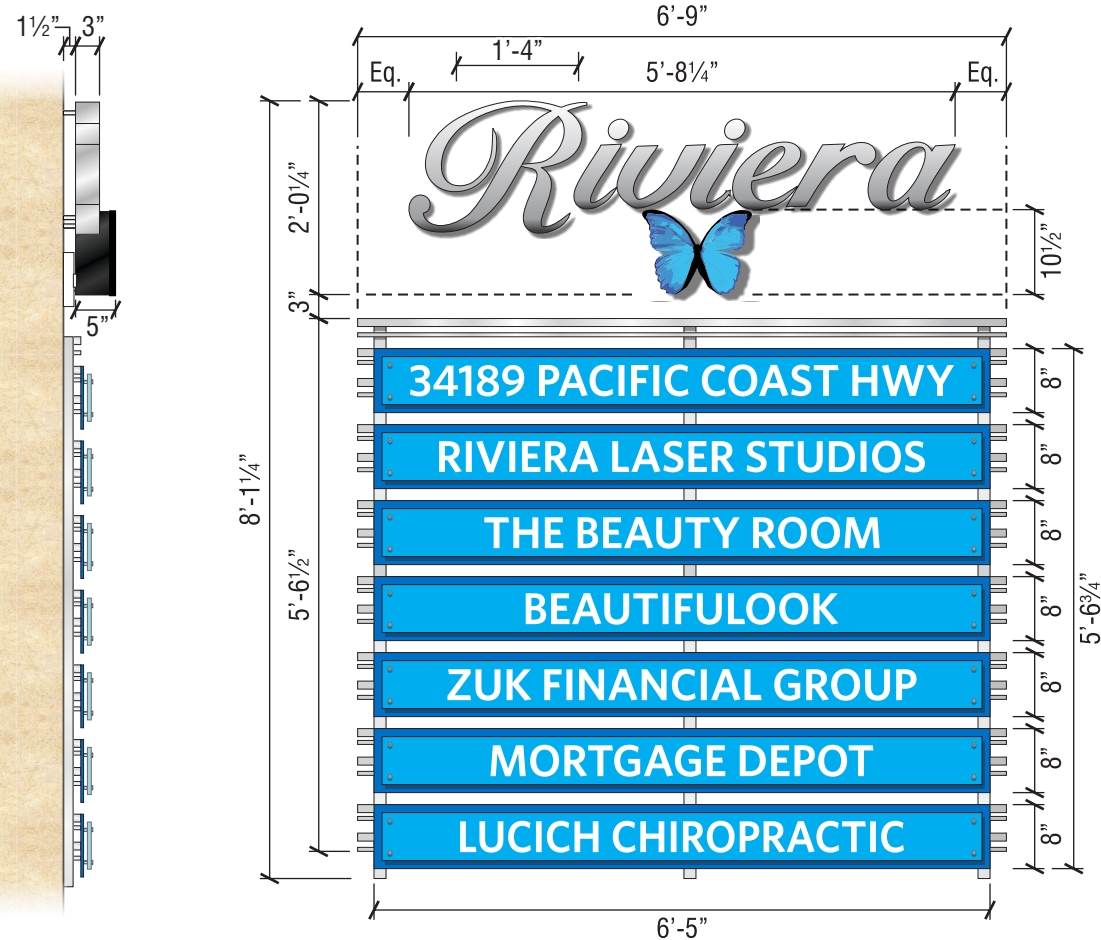 1½” 3”
6’-9”
1’-4”
Eq. 5’-8¼” Eq.
Riviera
2’-0¼”
10½”
3”
5”
34189 PACIFIC COAST HWY
8”
RIVIERA LASER STUDIOS
8”
8’-1¼”
THE BEAUTY ROOM
8”
5’-6½”
BEAUTIFULOOK
8”
5’-6¾”
ZUK FINANCIAL GROUP
8”
MORTGAGE DEPOT
8”
LUCICH CHIROPRACTIC
8”
6’-5”